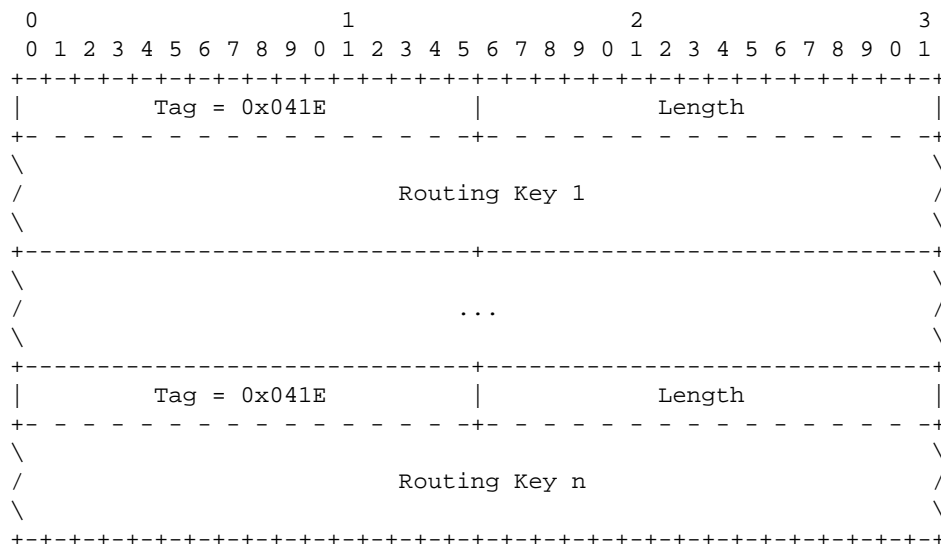 0                   1                   2                   3
 0 1 2 3 4 5 6 7 8 9 0 1 2 3 4 5 6 7 8 9 0 1 2 3 4 5 6 7 8 9 0 1
+-+-+-+-+-+-+-+-+-+-+-+-+-+-+-+-+-+-+-+-+-+-+-+-+-+-+-+-+-+-+-+-+
|         Tag = 0x041E          |            Length             |
+- - - - - - - - - - - - - - - -+- - - - - - - - - - - - - - - -+
\                                                               \
/                          Routing Key 1                        /
\                                                               \
+-------------------------------+-------------------------------+
\                                                               \
/                              ...                              /
\                                                               \
+-------------------------------+-------------------------------+
|         Tag = 0x041E          |            Length             |
+- - - - - - - - - - - - - - - -+- - - - - - - - - - - - - - - -+
\                                                               \
/                          Routing Key n                        /
\                                                               \
+-+-+-+-+-+-+-+-+-+-+-+-+-+-+-+-+-+-+-+-+-+-+-+-+-+-+-+-+-+-+-+-+